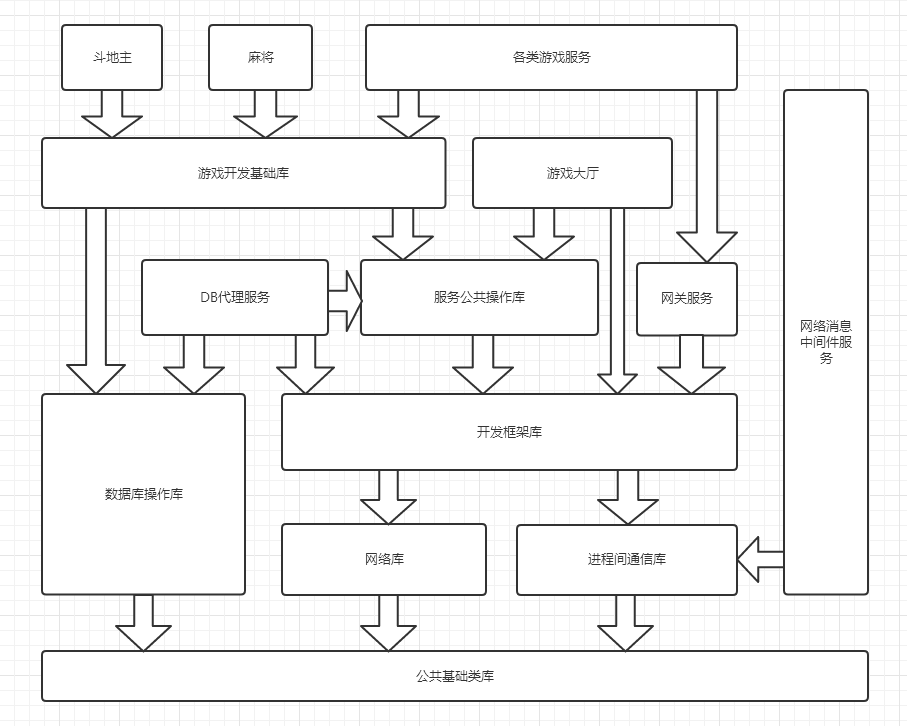 斗地主
麻将
各类游戏服务
游戏开发基础库
游戏大厅
DB代理服务
服务公共操作库
网关服务
网络消息
中间件服
务
开发框架库
数据库操作库
网络库
进程间通信库
公共基础类库